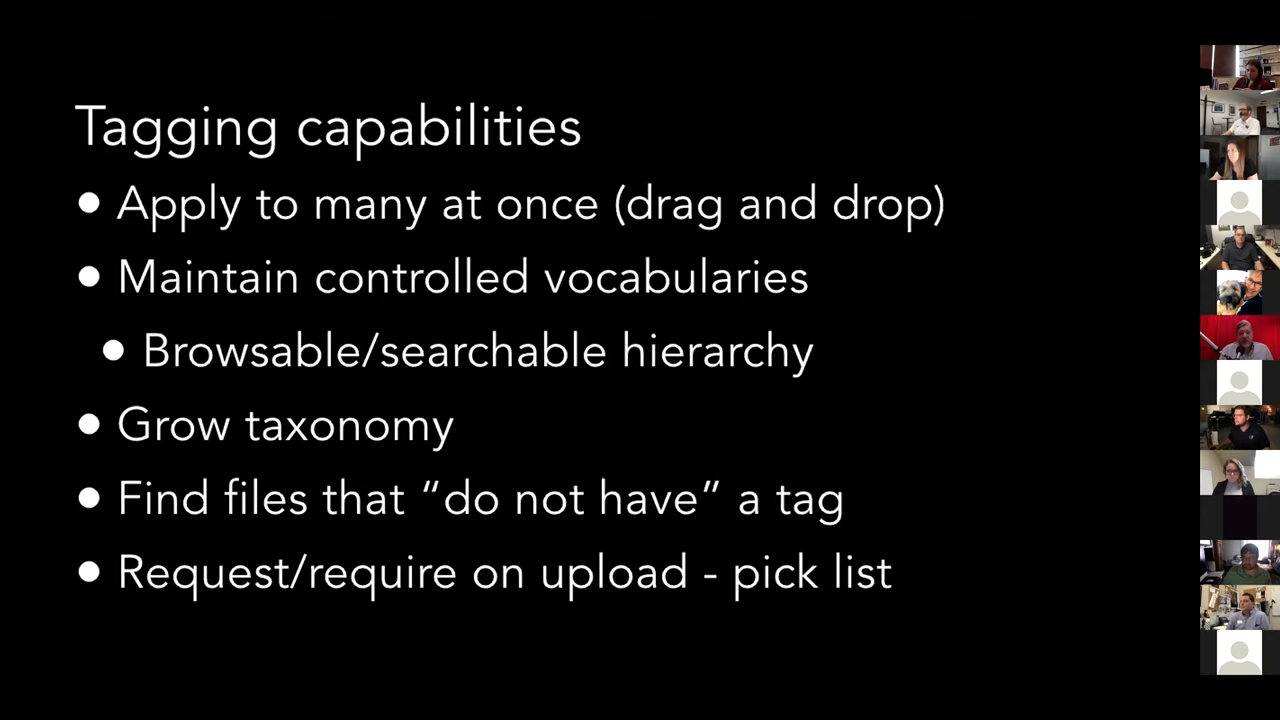 Tagging capabilities
• Apply to many at once (drag and drop)
• Maintain controlled vocabularies
• Browsable/searchable hierarchy
• Grow taxonomy
• Find files that “do not have” a tag
• Request/require on upload - pick list